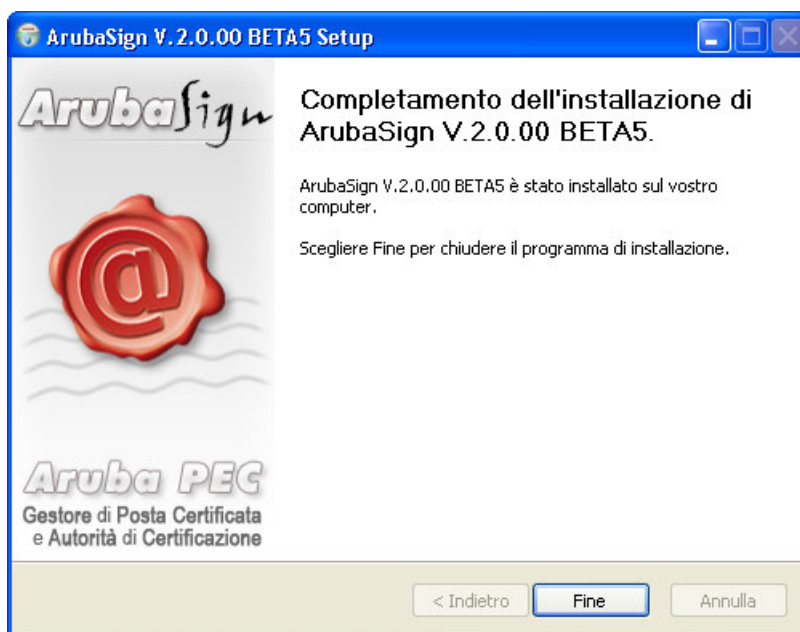 ArubaSign V.2.0.00 BETA5 Setup
ArubaSign
Completamento dell'installazione di
ArubaSign V.2.0.00 BETA5.
ArubaSign V.2.0.00 BETA5 è stato installato sul vostro
computer.
Scegliere Fine per chiudere il programma di installazione.
@
Aruba PEC
Gestore di Posta Certificata
e Autorità di Certificazione
< Indietro
Fine
Annulla